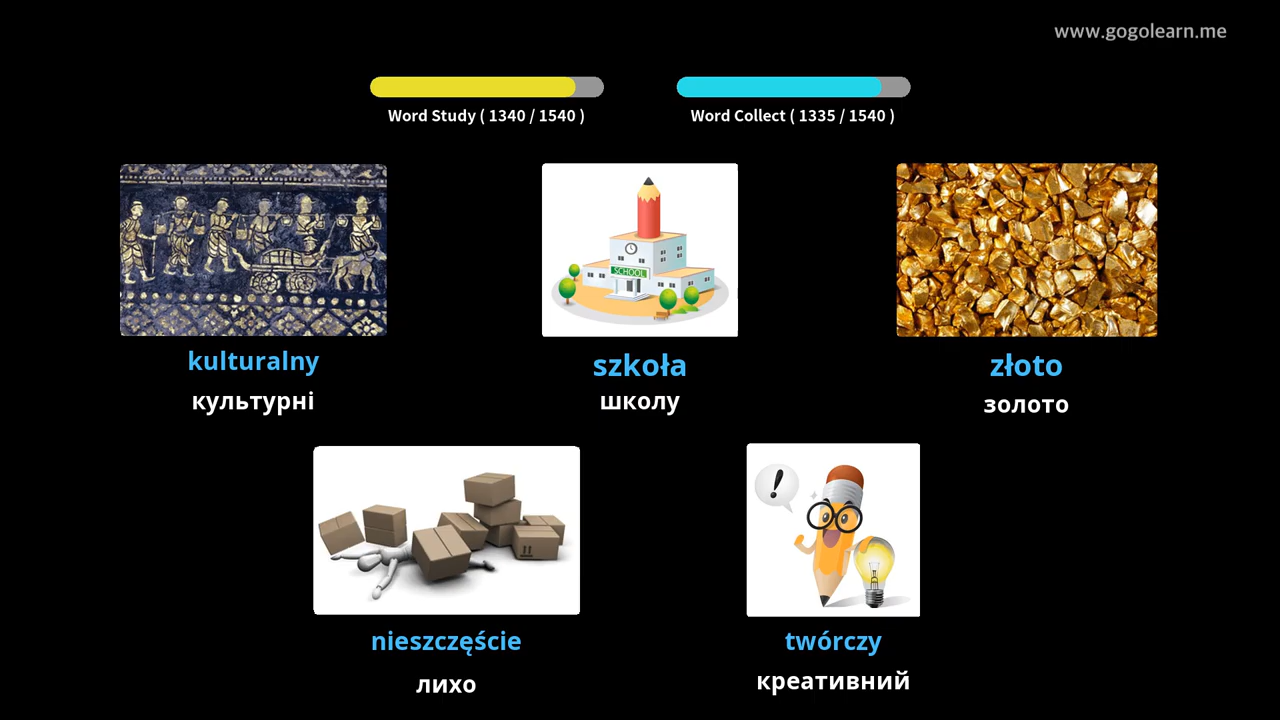 www.gogolearn.me
Word Study ( 1340 / 1540 )
Word Collect ( 1335 / 1540 )
SCHOOL
kulturalny
культурні
szkoła
школу
złoto
золото
!
nieszczęście
лихо
twórczy
креативний